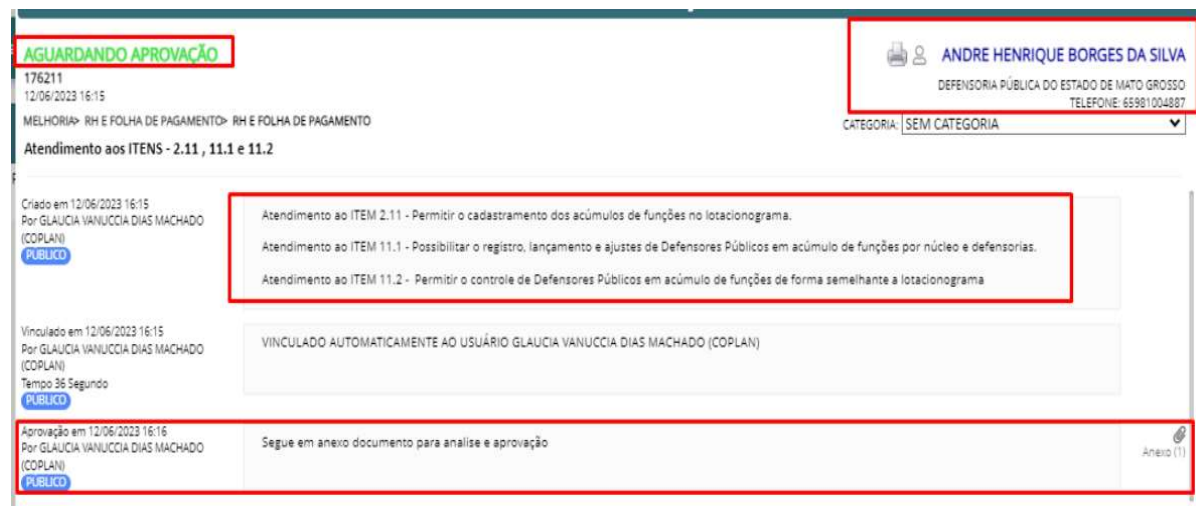 AGUARDANDO APROVAÇÃO
176211
12/06/2023 16:15
MELHORIA> RH E FOLHA DE PAGAMENTO> RH E FOLHA DE PAGAMENTO
Atendimento aos ITENS - 2.11 , 11.1 e 11.2
ANDRE HENRIQUE BORGES DA SILVA
DEFENSORIA PÚBLICA DO ESTADO DE MATO GROSSO
TELEFONE: 65981004887
CATEGORIA: SEM CATEGORIA
Criado em 12/06/2023 16:15
Por GLAUCIA VANUCCIA DIAS MACHADO
(COPLAN)
PUBLICO
Atendimento ao ITEM 2.11 - Permitir o cadastramento dos acúmulos de funções no lotacionograma.
Atendimento ao ITEM 11.1 - Possibilitar o registro, lançamento e ajustes de Defensores Públicos em acúmulo de funções por núcleo e defensorias.
Atendimento ao ITEM 11.2 - Permitir o controle de Defensores Públicos em acúmulo de funções de forma semelhante a lotacionograma
Vinculado em 12/06/2023 16:15
Por GLAUCIA VANUCCIA DIAS MACHADO
(COPLAN)
Tempo 36 Segundo
PUBLICO
VINCULADO AUTOMATICAMENTE AO USUÁRIO GLAUCIA VANUCCIA DIAS MACHADO (COPLAN)
Aprovação em 12/06/2023 16:16
Por GLAUCIA VANUCCIA DIAS MACHADO
(COPLAN)
PUBLICO
Segue em anexo documento para analise e aprovação
Anexo (1)